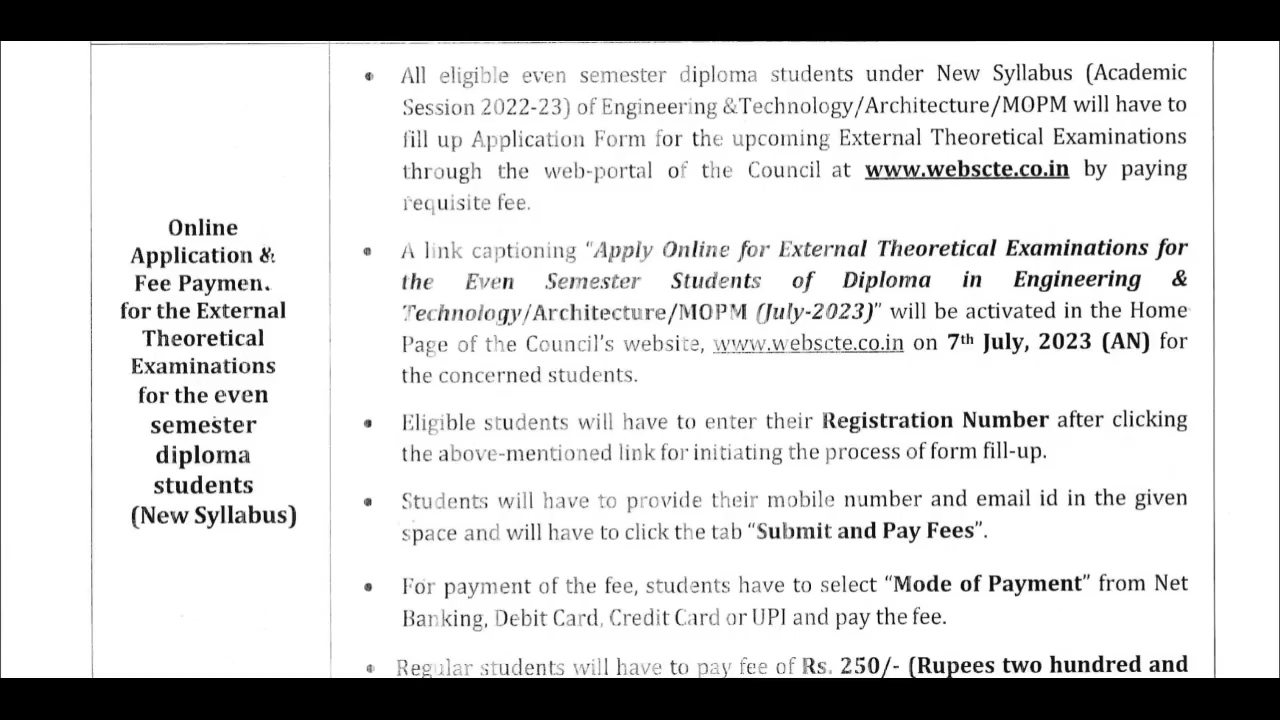 Online
Application &
Fee Paymen.
for the External
Theoretical
Examinations
for the even
semester
diploma
students
(New Syllabus)
• All eligible even semester diploma students under New Syllabus (Academic
Session 2022-23) of Engineering &Technology/Architecture/MOPM will have to
fill up Application Form for the upcoming External Theoretical Examinations
through the web-portal of the Council at www.webscte.co.in by paying
requisite fee.
• A link captioning "Apply Online for External Theoretical Examinations for
the Even Semester Students of Diploma in Engineering &
Technology/Architecture/MOPM (July-2023)" will be activated in the Home
Page of the Council's website, www.webscte.co.in on 7th July, 2023 (AN) for
the concerned students.
• Eligible students will have to enter their Registration Number after clicking
the above-mentioned link for initiating the process of form fill-up.
• Students will have to provide their mobile number and email id in the given
space and will have to click the tab "Submit and Pay Fees".
• For payment of the fee, students have to select "Mode of Payment" from Net
Banking, Debit Card, Credit Card or UPI and pay the fee.
• Regular students will have to pay fee of Rs. 250/- (Rupees two hundred and